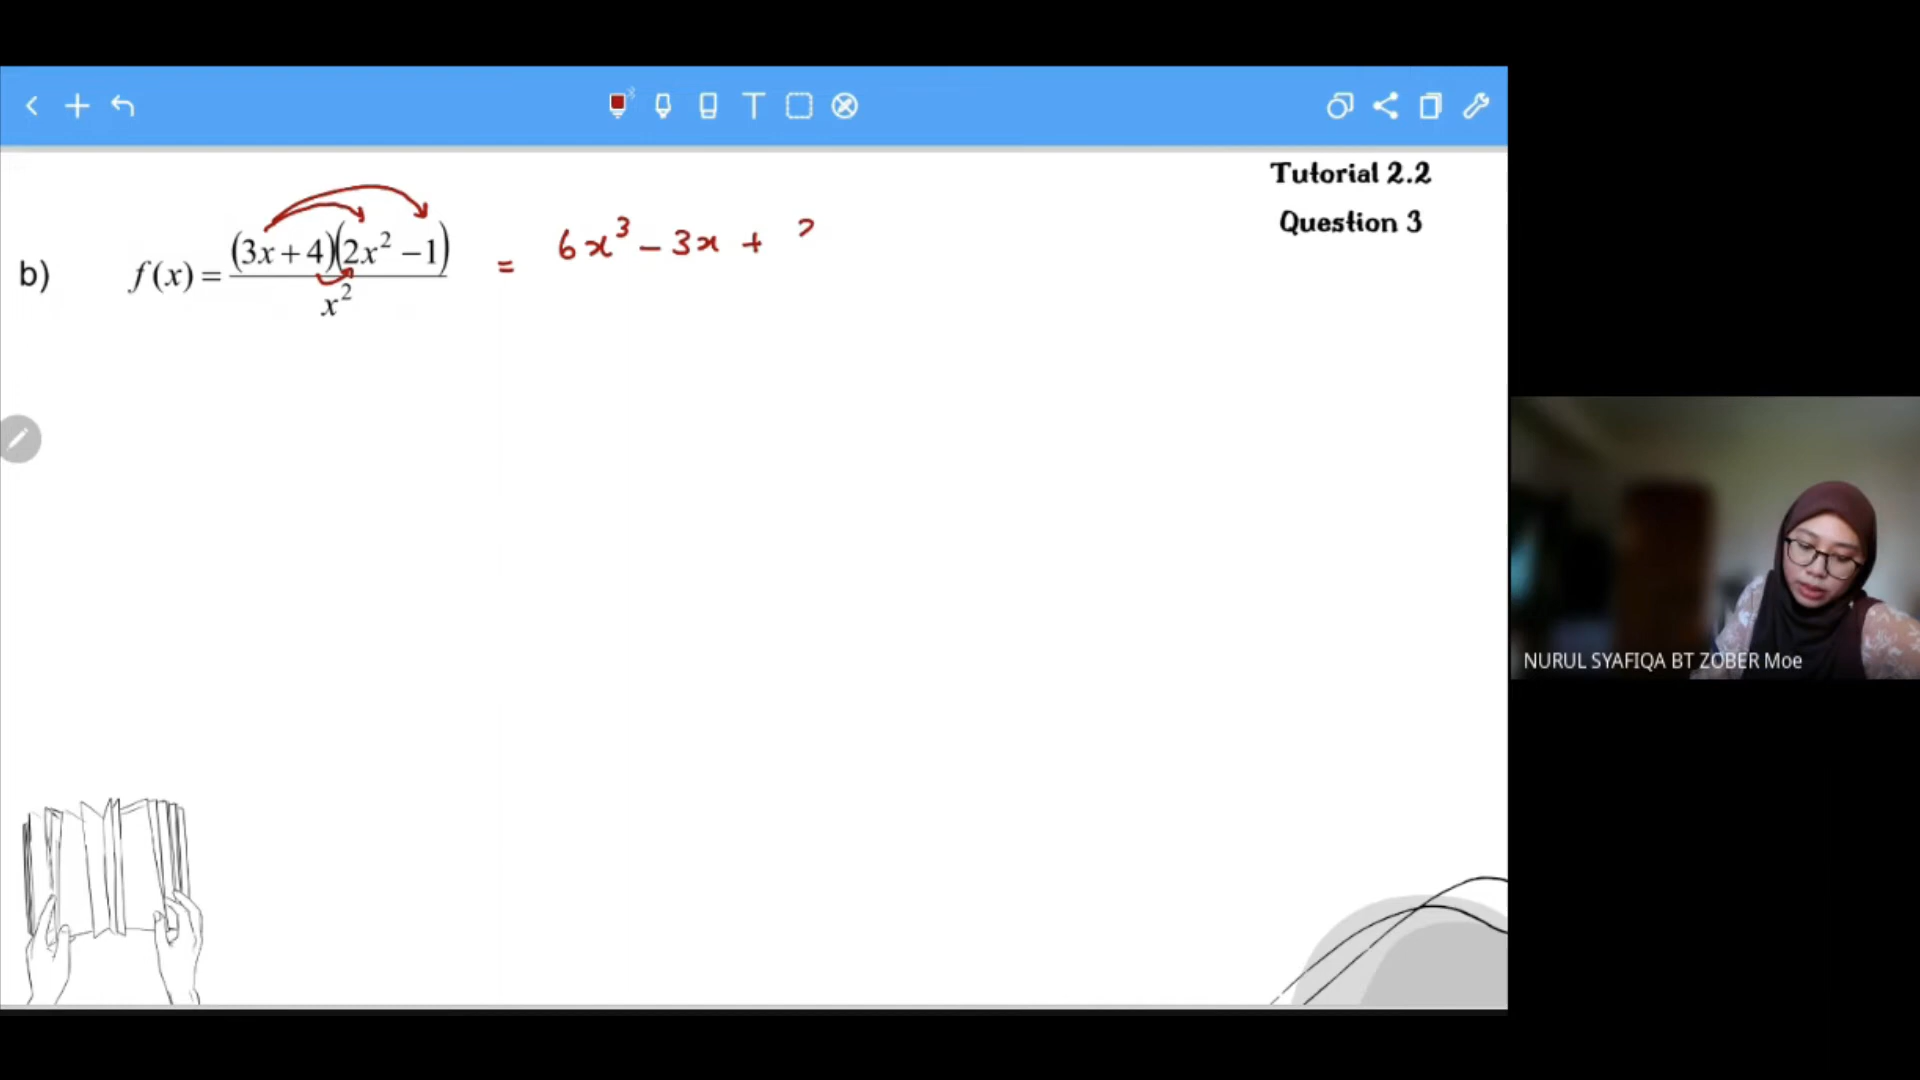 Tutorial 2.2
Question 3
b) f(x) = (3x + 4)(2x² − 1) / x² = 6x³ − 3x +
NURUL SYAFIQA BT ZOBER Moe